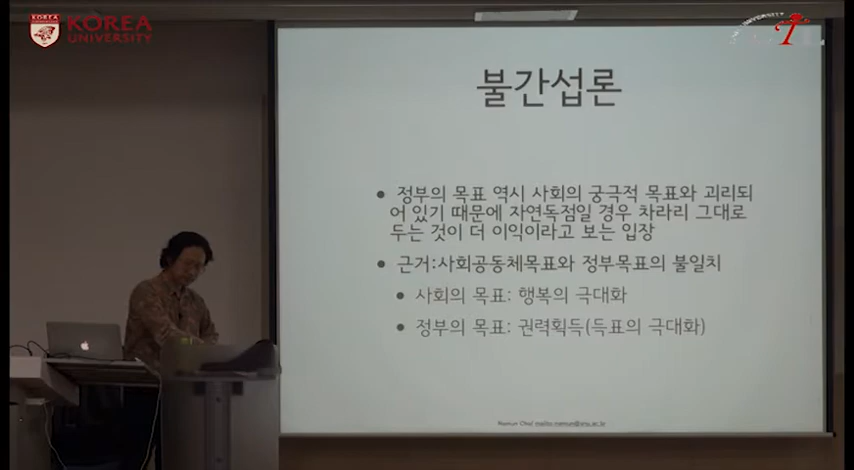 KOREA
UNIVERSITY
불간섭론
• 정부의 목표 역시 사회의 궁극적 목표와 괴리되
어 있기 때문에 자연독점일 경우 차라리 그대로
두는 것이 더 이익이라고 보는 입장
• 근거:사회공동체목표와 정부목표의 불일치
• 사회의 목표: 행복의 극대화
• 정부의 목표: 권력획득(득표의 극대화)